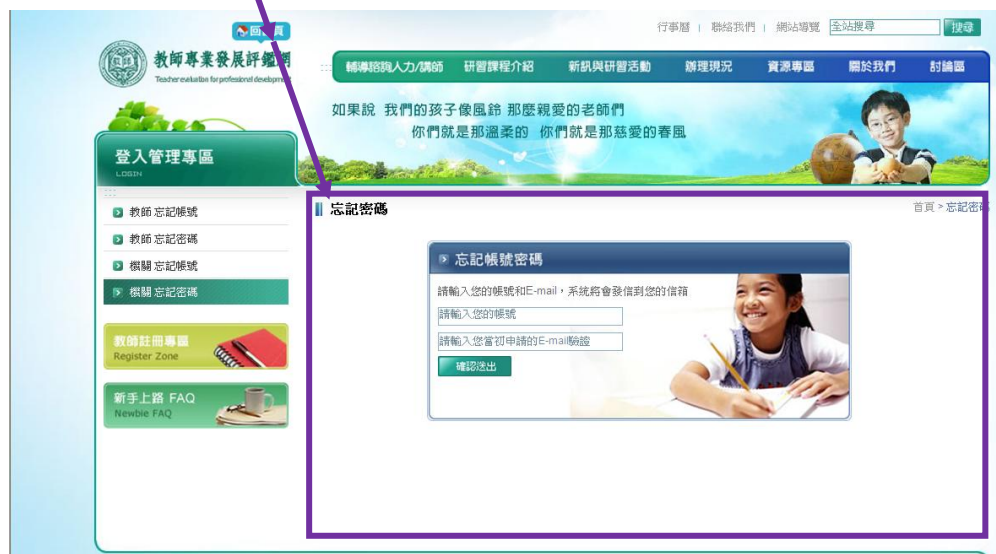 行事曆 | 聯絡我們 | 網站導覽 全站搜尋 搜尋
教師專業發展評鑑網
Teacher evaluation for professional development
輔導諮詢人力/講師 研習課程介紹 新訊與研習活動 辦理現況 資源專區 關於我們 討論區
如果說 我們的孩子像風鈴 那麼親愛的老師們
你們就是那溫柔的 你們就是那慈愛的春風
登入管理專區
LOGIN
教師 忘記帳號
教師 忘記密碼
機關 忘記帳號
機關 忘記密碼
教師註冊專區
Register Zone
新手上路 FAQ
Newbie FAQ
忘記密碼
首頁 > 忘記密碼
忘記帳號密碼
請輸入您的帳號和E-mail，系統將會發信到您的信箱
請輸入您的帳號
請輸入您當初申請的E-mail驗證
確認送出